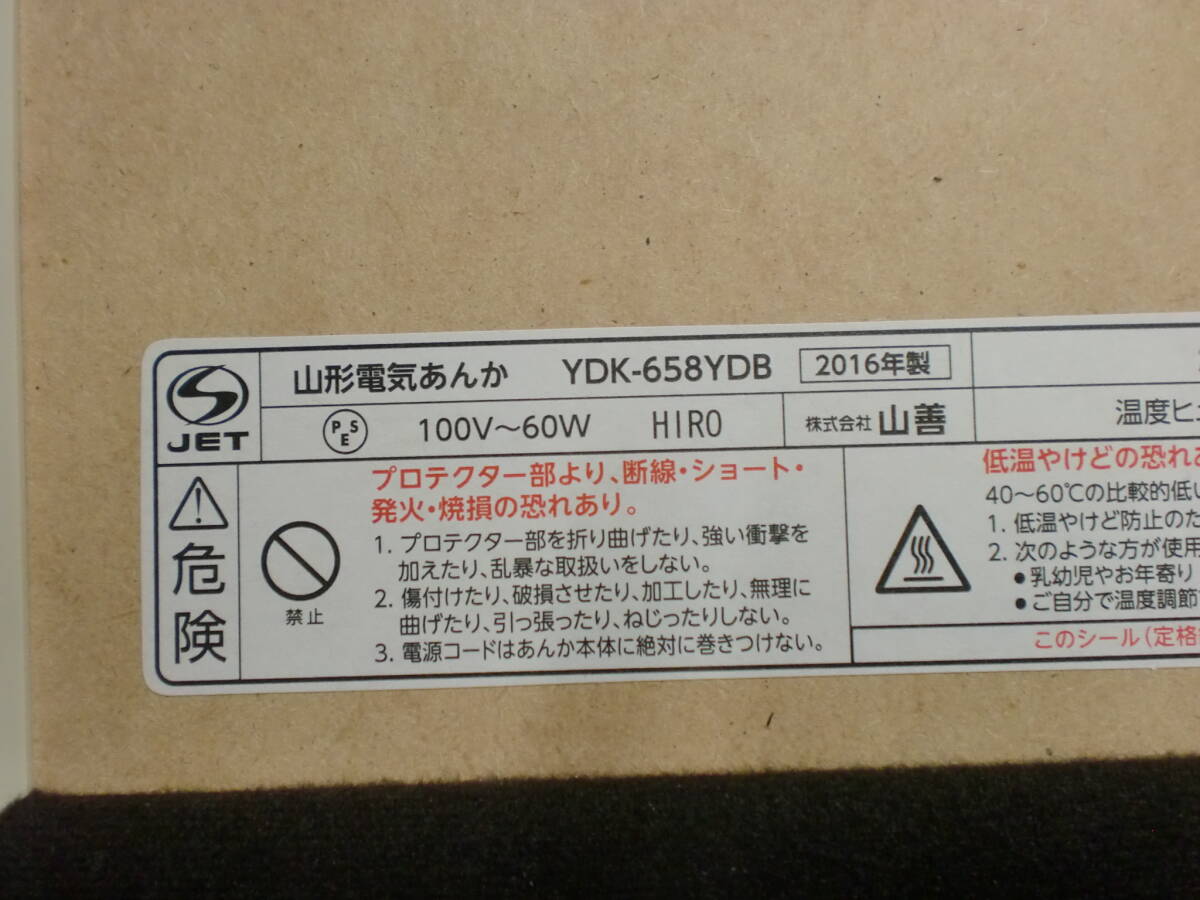 JET
山形電気あんか YDK-658YDB 2016年製
PSE 100V～60W HIRO 株式会社 山善
温度ヒュ
危険
禁止
プロテクター部より、断線・ショート・
発火・焼損の恐れあり。
1. プロテクター部を折り曲げたり、強い衝撃を
加えたり、乱暴な取扱いをしない。
2. 傷付けたり、破損させたり、加工したり、無理に
曲げたり、引っ張ったり、ねじったりしない。
3. 電源コードはあんか本体に絶対に巻きつけない。
低温やけどの恐れあ
40～60℃の比較的低い
1. 低温やけど防止のた
2. 次のような方が使用
●乳幼児やお年寄り
●ご自分で温度調節
このシール(定格